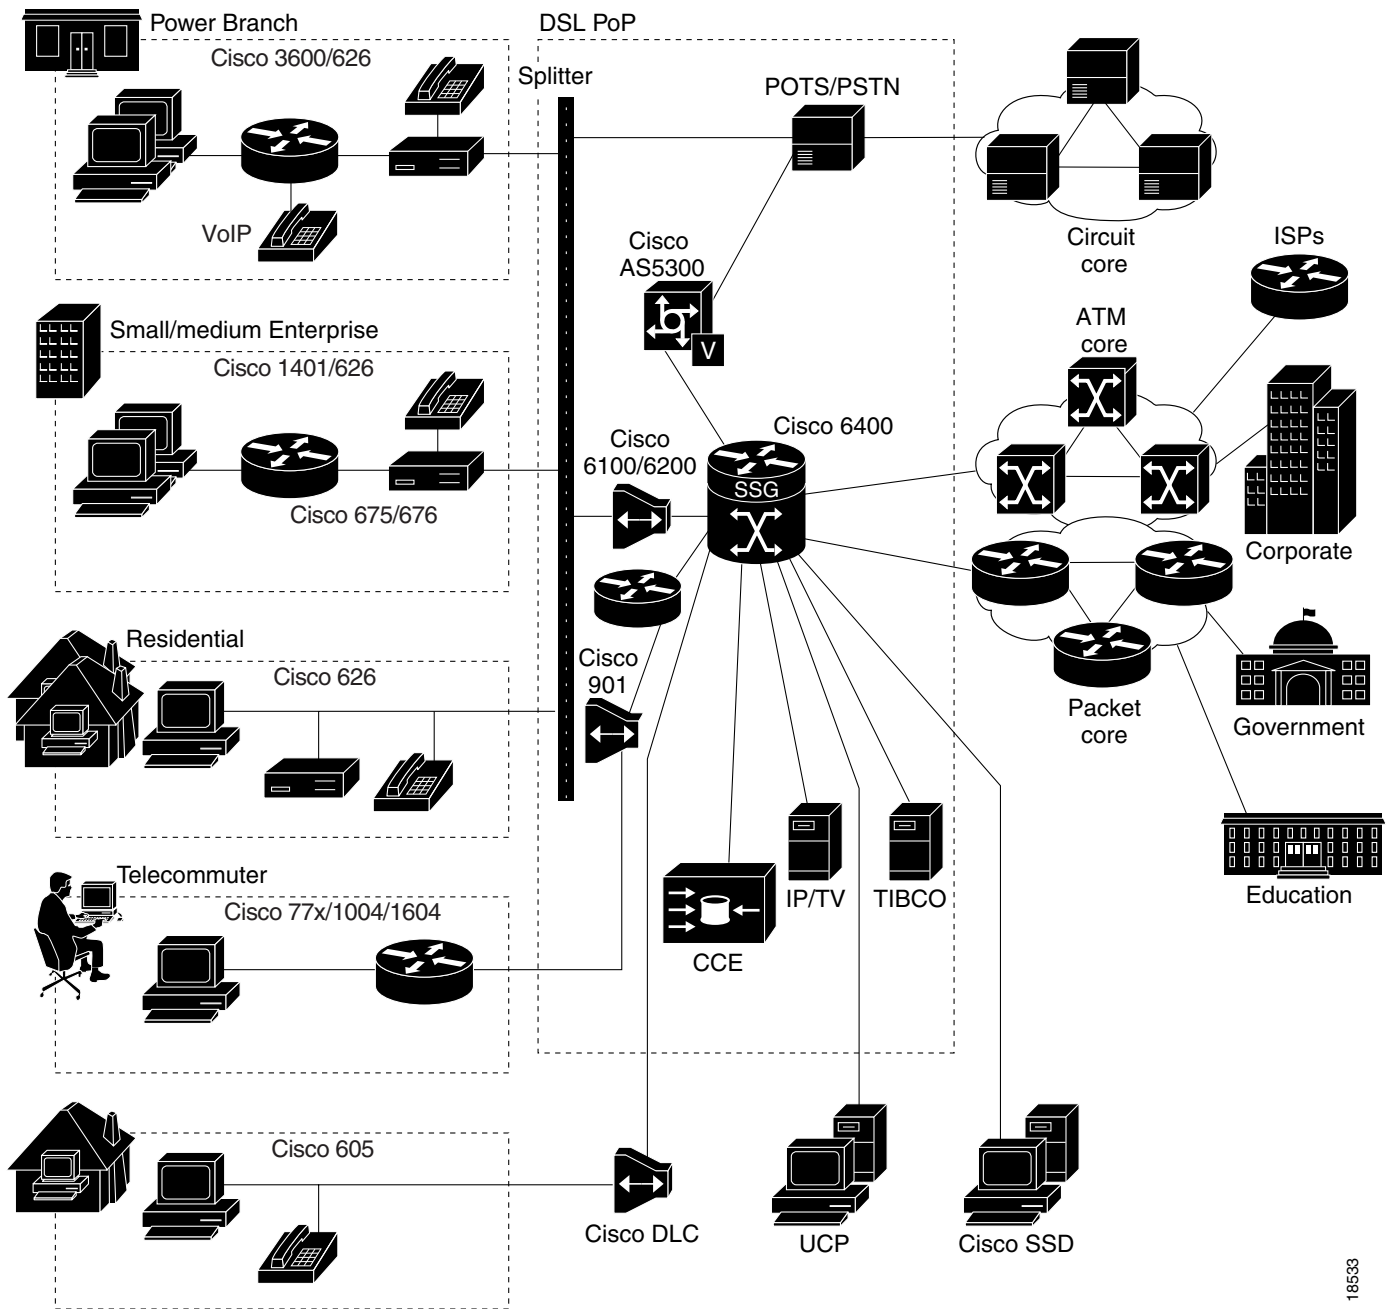 Power Branch
DSL PoP
Cisco 3600/626
Splitter
POTS/PSTN
VoIP
Cisco
AS5300
V
Circuit
core
ISPs
Small/medium Enterprise
Cisco 1401/626
ATM
core
Cisco
6100/6200
Cisco 6400
SSG
Cisco 675/676
Corporate
Residential
Cisco 626
Cisco
901
Packet
core
Government
Telecommuter
Cisco 77x/1004/1604
IP/TV
TIBCO
Education
CCE
Cisco 605
Cisco DLC
UCP
Cisco SSD
18533